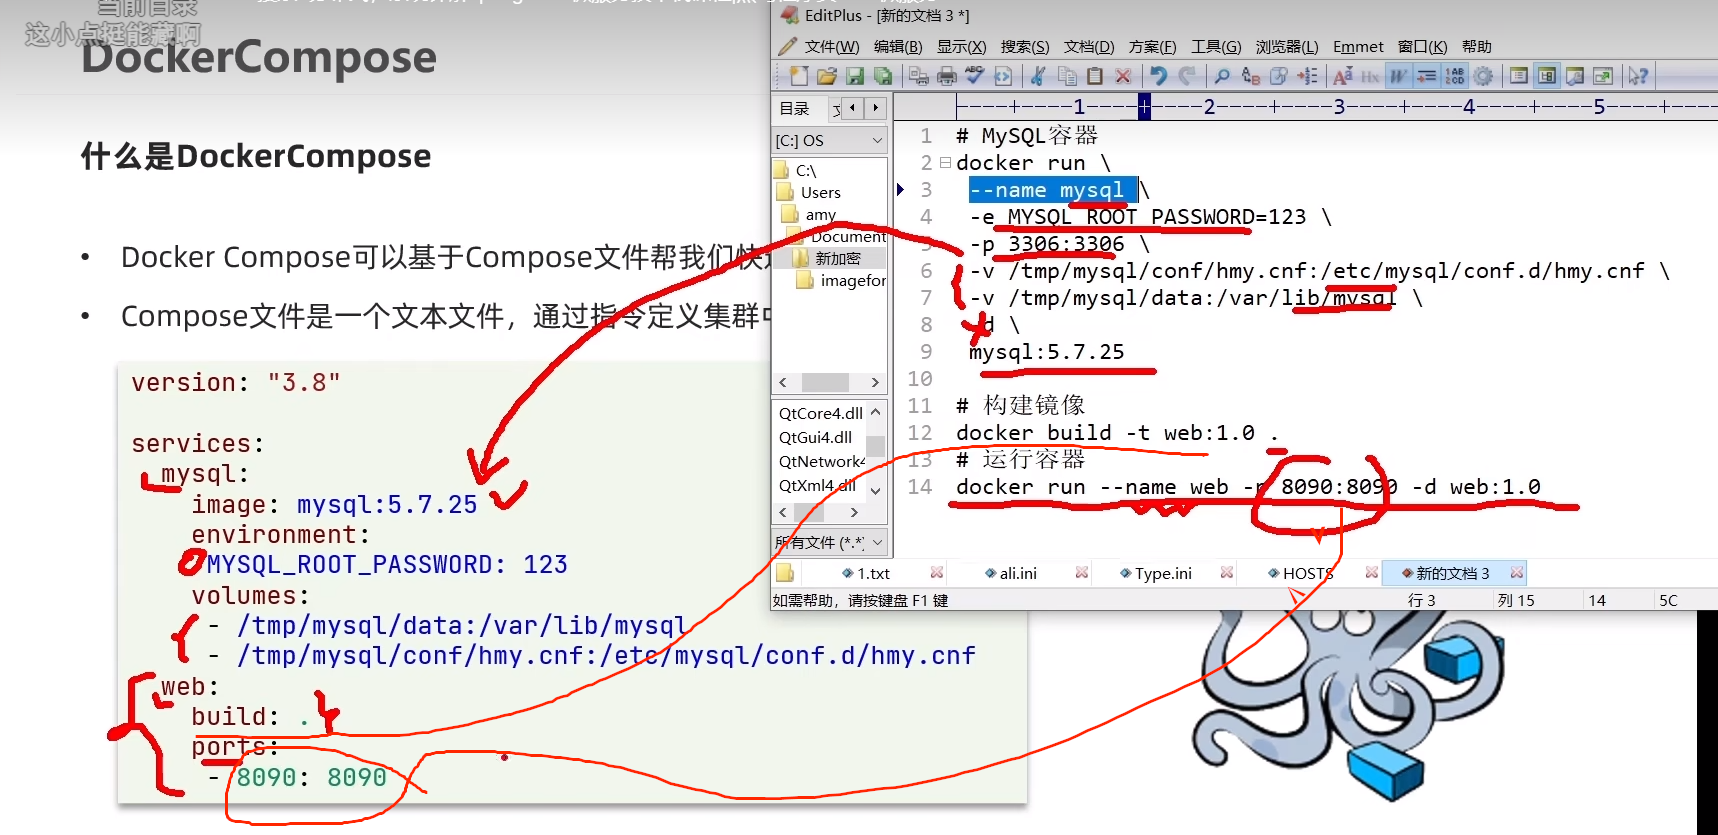 当前目录
这小点挺能藏啊
DockerCompose
什么是DockerCompose
• Docker Compose可以基于Compose文件帮我们快
• Compose文件是一个文本文件，通过指令定义集群
version: "3.8"
services:
mysql:
image: mysql:5.7.25
environment:
MYSQL_ROOT_PASSWORD: 123
volumes:
- /tmp/mysql/data:/var/lib/mysql
- /tmp/mysql/conf/hmy.cnf:/etc/mysql/conf.d/hmy.cnf
web:
build: .
ports:
- 8090: 8090
EditPlus - [新的文档 3 *]
文件(W) 编辑(B) 显示(X) 搜索(S) 文档(D) 方案(F) 工具(G) 浏览器(L) Emmet 窗口(K) 帮助
目录
[C:] OS
C:\
Users
amy
Document
新加密
imagefor
QtCore4.dll
QtGui4.dll
QtNetwork4
QtXml4.dll
所有文件 (*.*)
----+----1----+----2----+----3----+----4----+----5----+----
1 # MySQL容器
2 docker run \
3 --name mysql \
4 -e MYSQL_ROOT_PASSWORD=123 \
5 -p 3306:3306 \
6 -v /tmp/mysql/conf/hmy.cnf:/etc/mysql/conf.d/hmy.cnf \
7 -v /tmp/mysql/data:/var/lib/mysql \
8 -d \
9 mysql:5.7.25
10
11 # 构建镜像
12 docker build -t web:1.0 .
13 # 运行容器
14 docker run --name web -p 8090:8090 -d web:1.0
1.txt ali.ini Type.ini HOSTS 新的文档 3
如需帮助，请按键盘 F1 键 行 3 列 15 14 5C